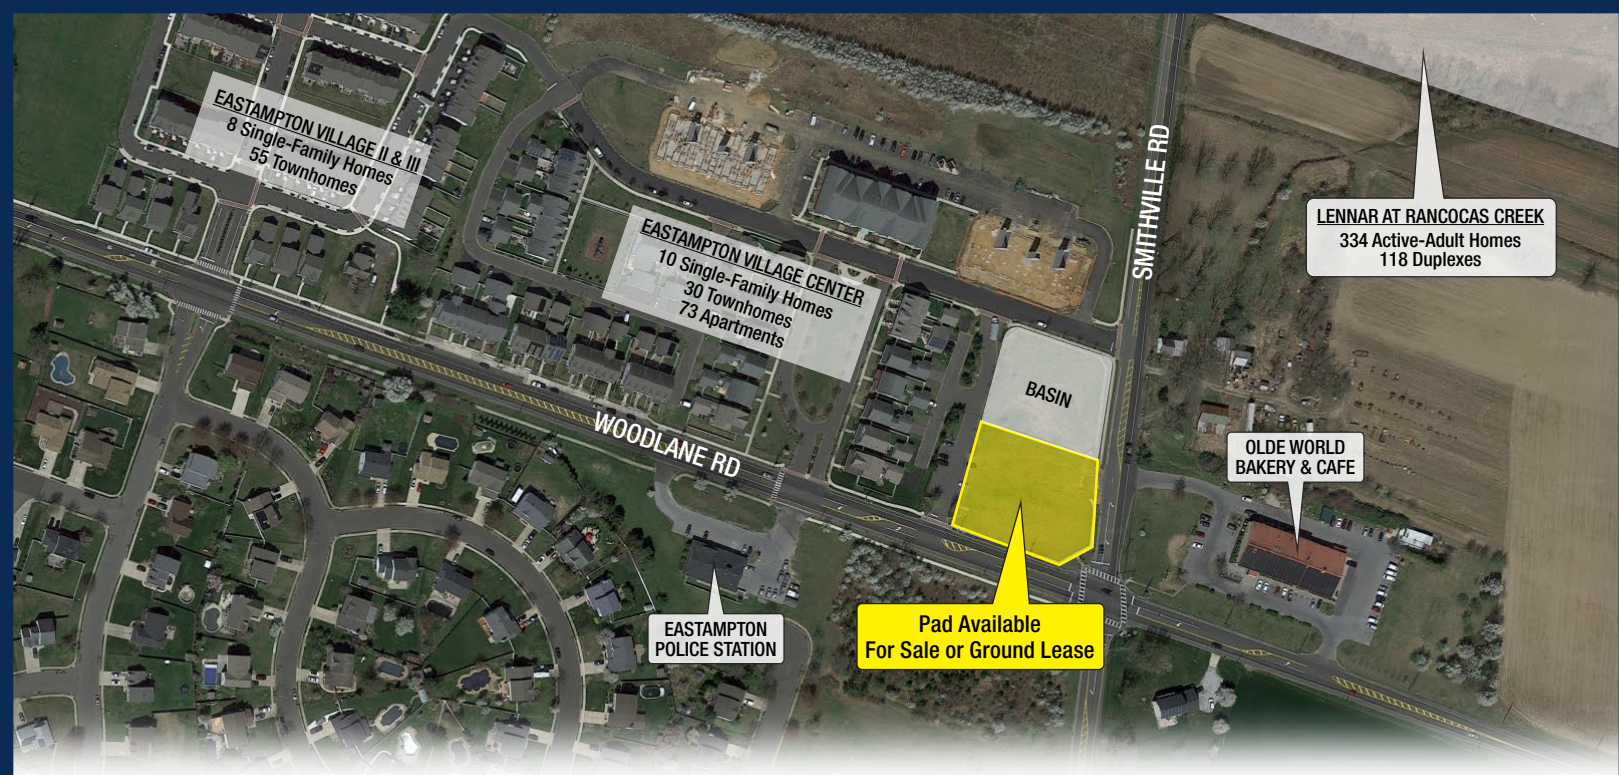 EASTAMPTON VILLAGE II & III
8 Single-Family Homes
55 Townhomes
EASTAMPTON VILLAGE CENTER
10 Single-Family Homes
30 Townhomes
73 Apartments
SMITHVILLE RD
LENNAR AT RANCOCAS CREEK
334 Active-Adult Homes
118 Duplexes
BASIN
WOODLANE RD
OLDE WORLD
BAKERY & CAFE
EASTAMPTON
POLICE STATION
Pad Available
For Sale or Ground Lease